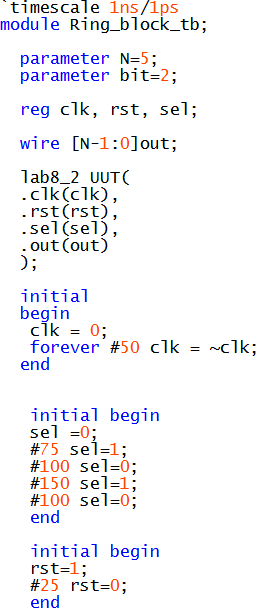 `timescale 1ns/1ps
module Ring_block_tb;
parameter N=5;
parameter bit=2;
reg clk, rst, sel;
wire [N-1:0]out;
lab8_2 UUT(
.clk(clk),
.rst(rst),
.sel(sel),
.out(out)
);
initial
begin
clk = 0;
forever #50 clk = ~clk;
end
initial begin
sel =0;
#75 sel=1;
#100 sel=0;
#150 sel=1;
#100 sel=0;
end
initial begin
rst=1;
#25 rst=0;
end